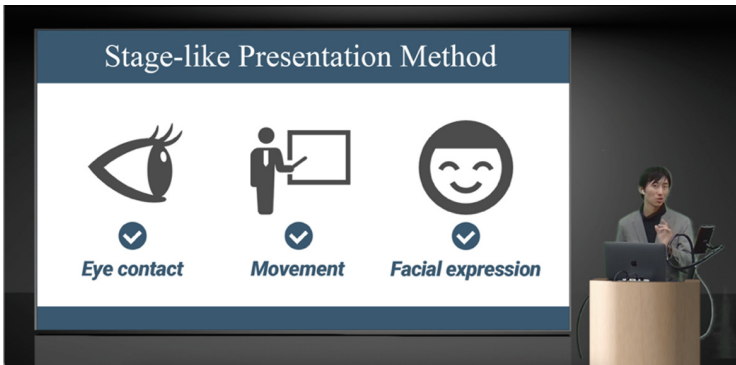 Stage-like Presentation Method
Eye contact
Movement
Facial expression